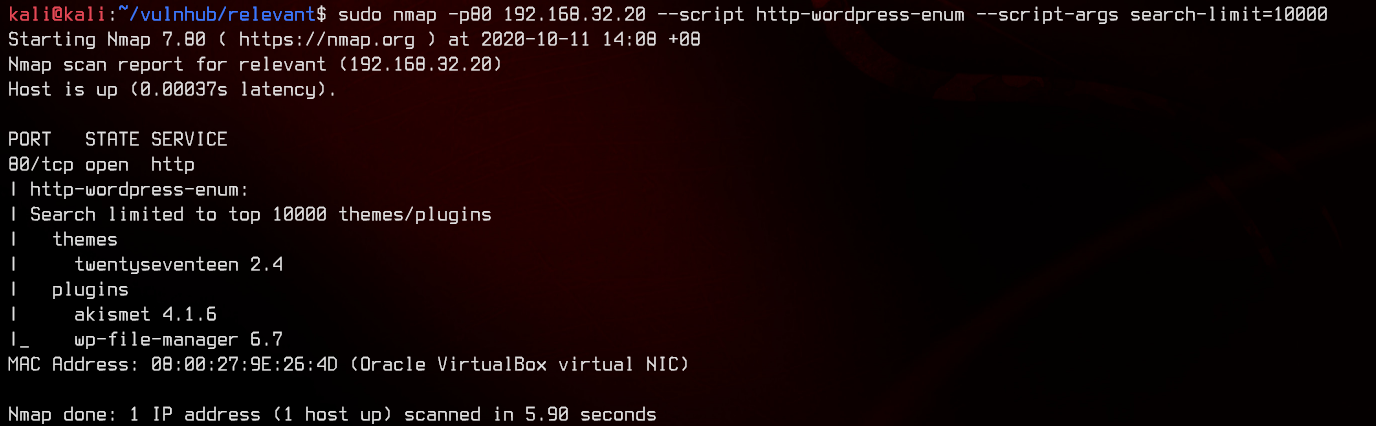 kali@kali:~/vulnhub/relevant$ sudo nmap -p80 192.168.32.20 --script http-wordpress-enum --script-args search-limit=10000
Starting Nmap 7.80 ( https://nmap.org ) at 2020-10-11 14:08 +08
Nmap scan report for relevant (192.168.32.20)
Host is up (0.00037s latency).
PORT   STATE SERVICE
80/tcp open  http
| http-wordpress-enum:
| Search limited to top 10000 themes/plugins
|   themes
|     twentyseventeen 2.4
|   plugins
|     akismet 4.1.6
|_    wp-file-manager 6.7
MAC Address: 08:00:27:9E:26:4D (Oracle VirtualBox virtual NIC)
Nmap done: 1 IP address (1 host up) scanned in 5.90 seconds